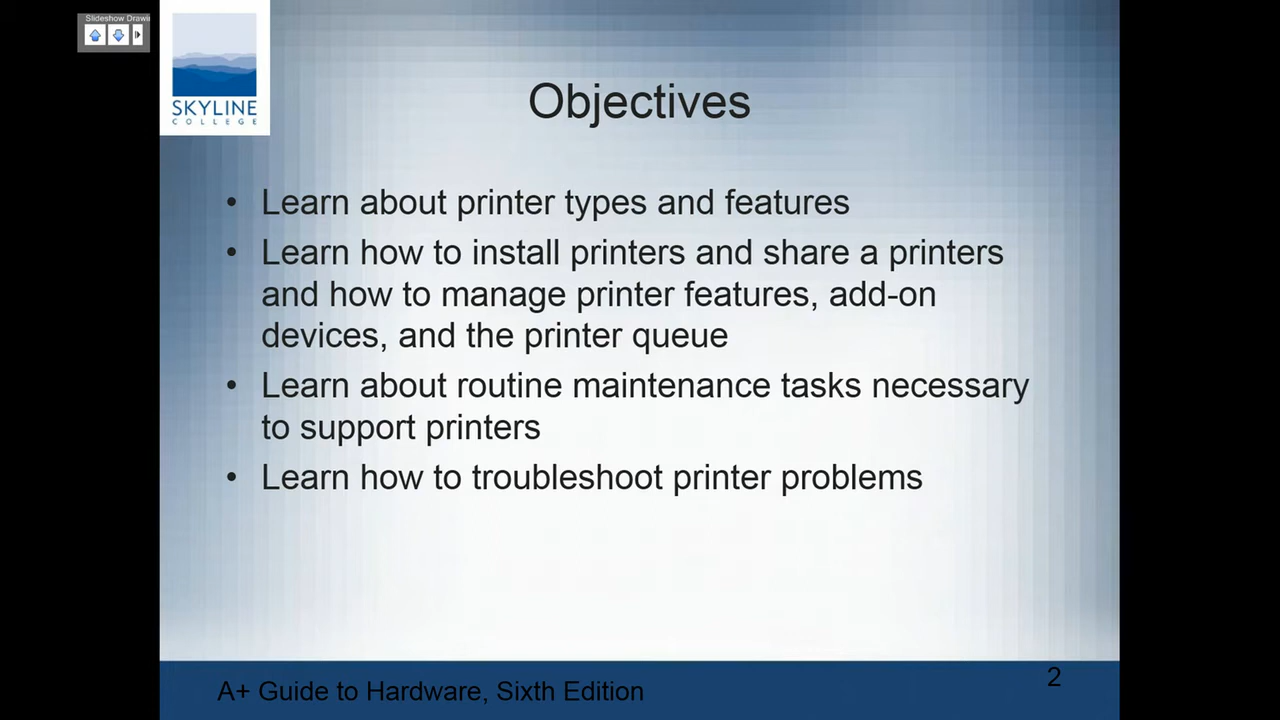 Slideshow Drawin
SKYLINE
COLLEGE
Objectives
• Learn about printer types and features
• Learn how to install printers and share a printers
and how to manage printer features, add-on
devices, and the printer queue
• Learn about routine maintenance tasks necessary
to support printers
• Learn how to troubleshoot printer problems
A+ Guide to Hardware, Sixth Edition
2